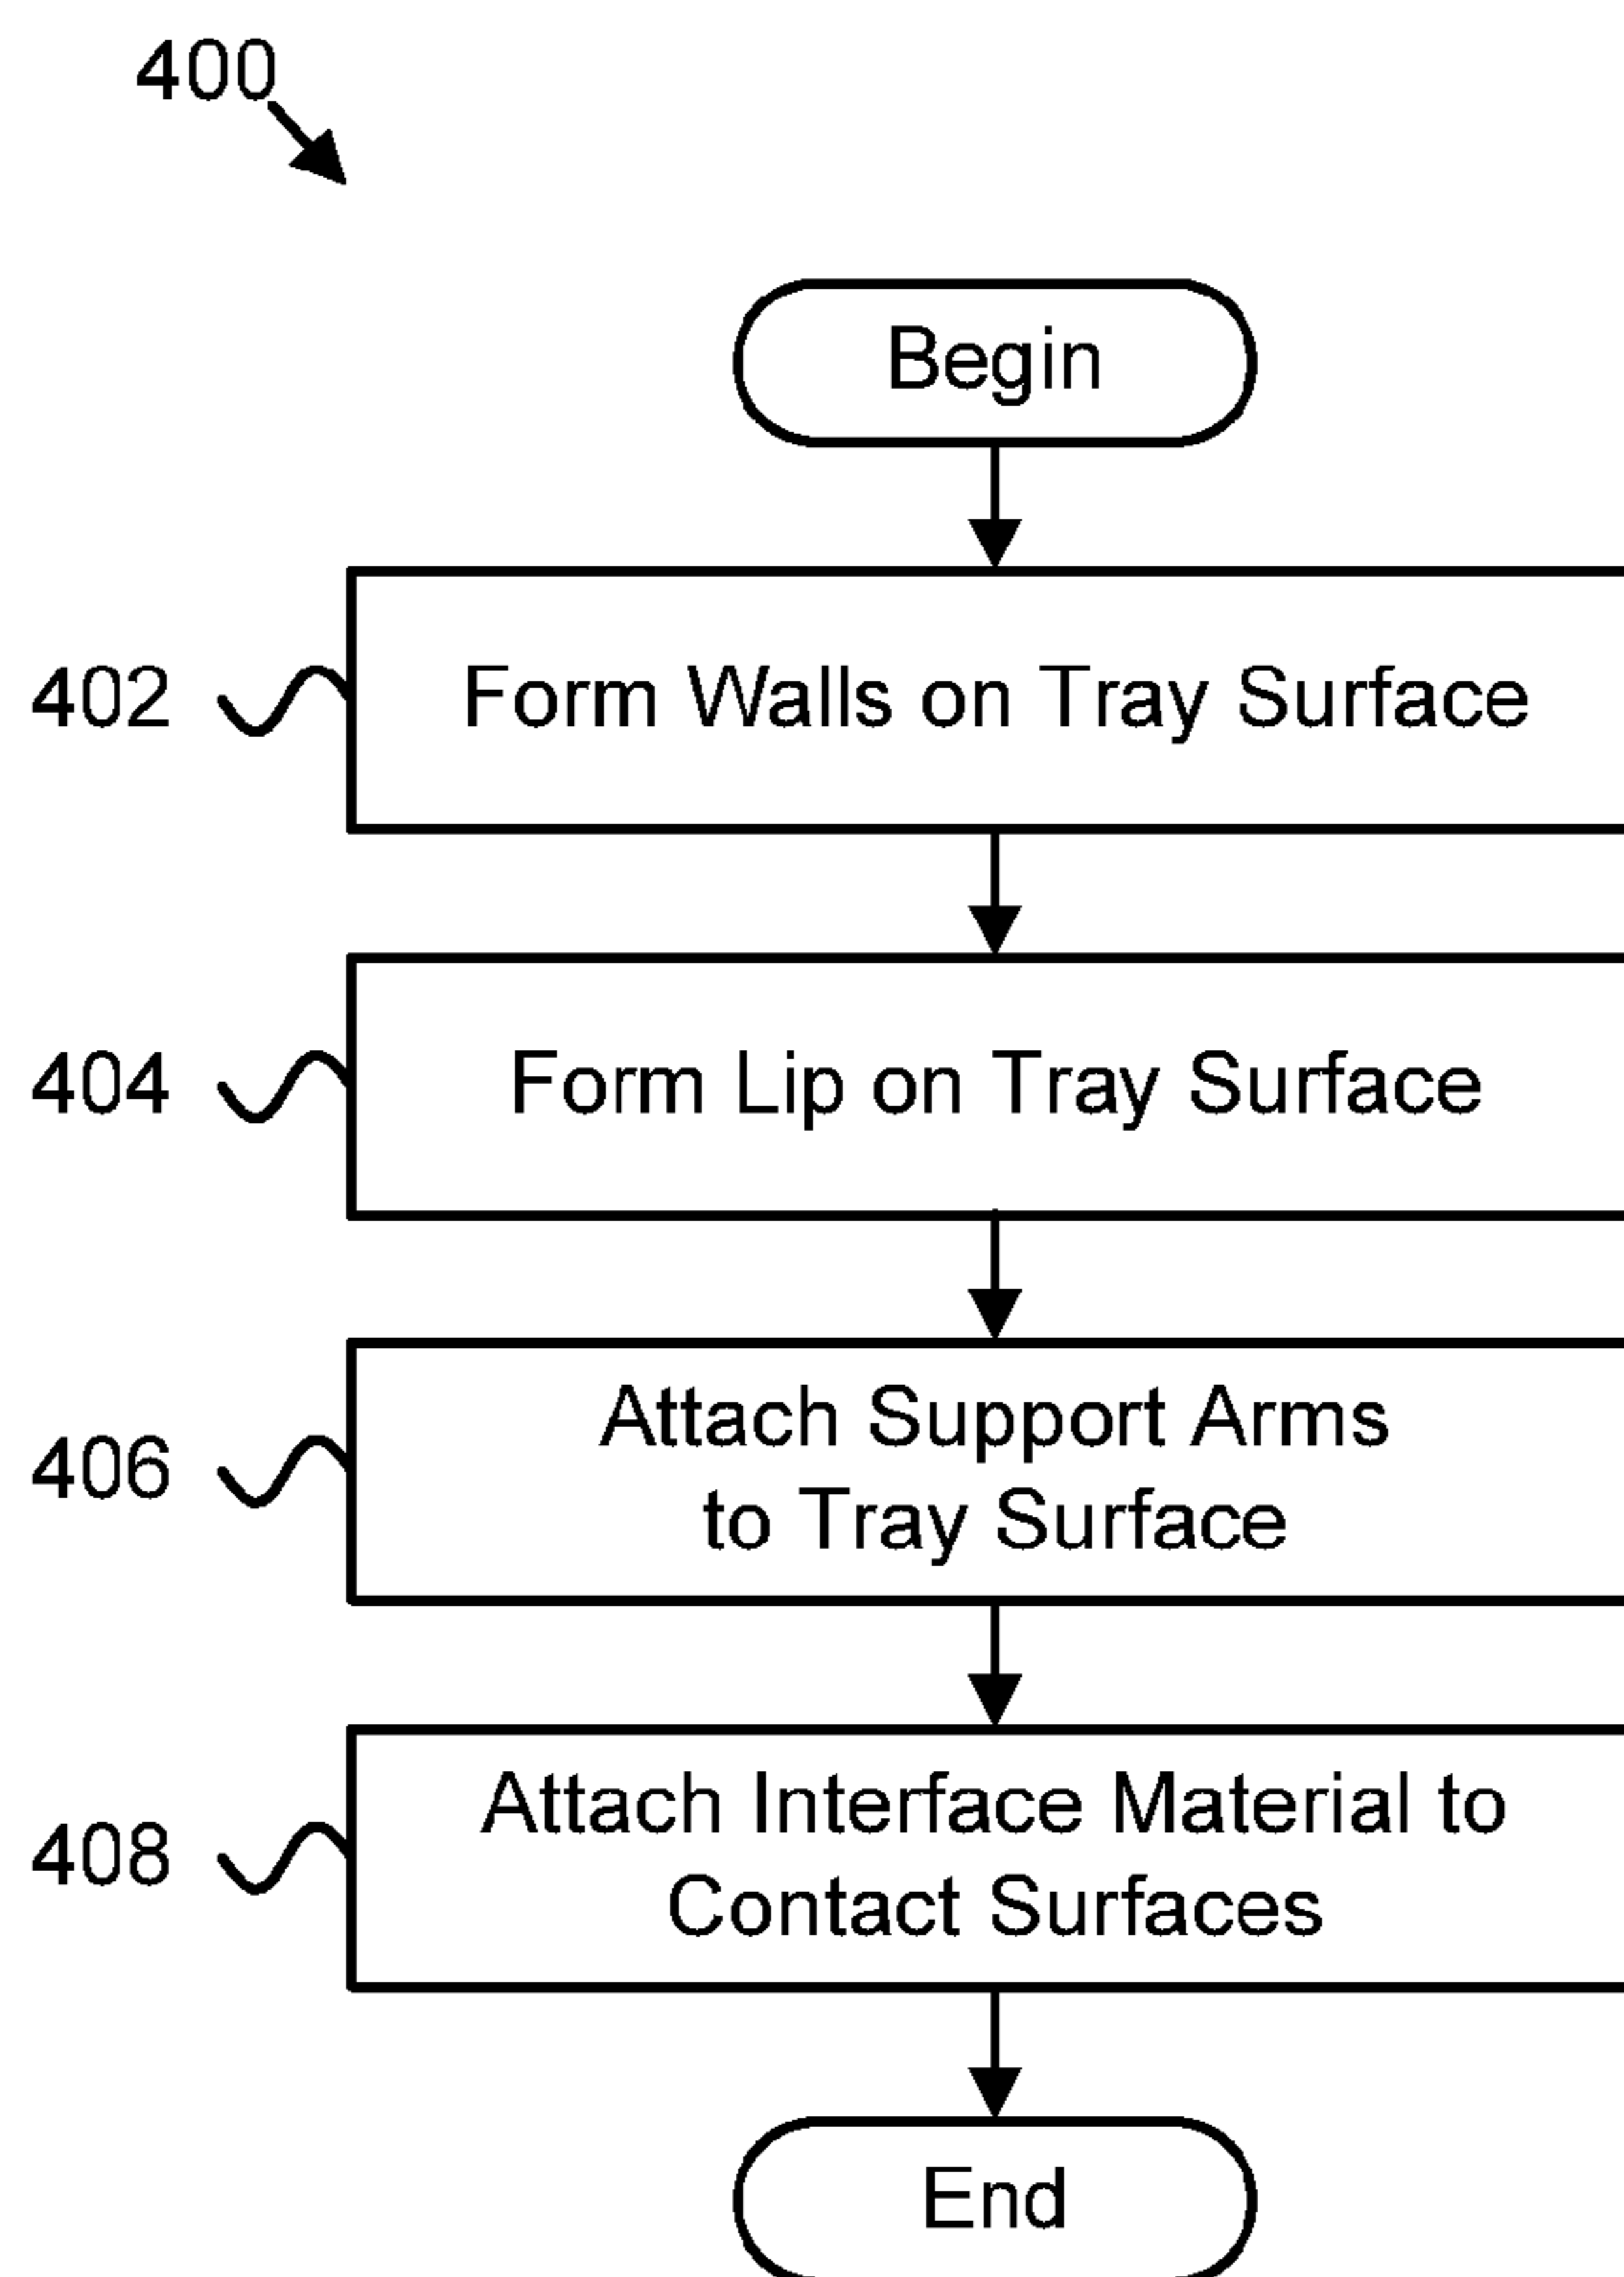 400
Begin
402
Form Walls on Tray Surface
404
Form Lip on Tray Surface
406
Attach Support Arms
to Tray Surface
408
Attach Interface Material to
Contact Surfaces
End